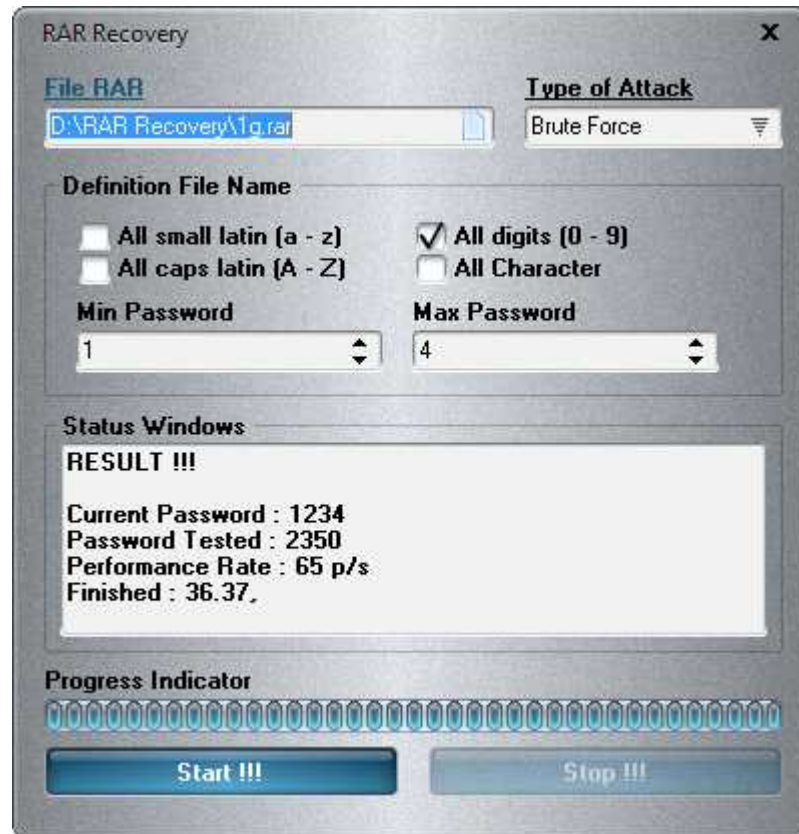 RAR Recovery
File RAR
Type of Attack
D:\RAR Recovery\1g.rar
Brute Force
Definition File Name
All small latin (a - z)
All digits (0 - 9)
All caps latin (A - Z)
All Character
Min Password
Max Password
1
4
Status Windows
RESULT !!!
Current Password : 1234
Password Tested : 2350
Performance Rate : 65 p/s
Finished : 36.37,
Progress Indicator
Start !!!
Stop !!!